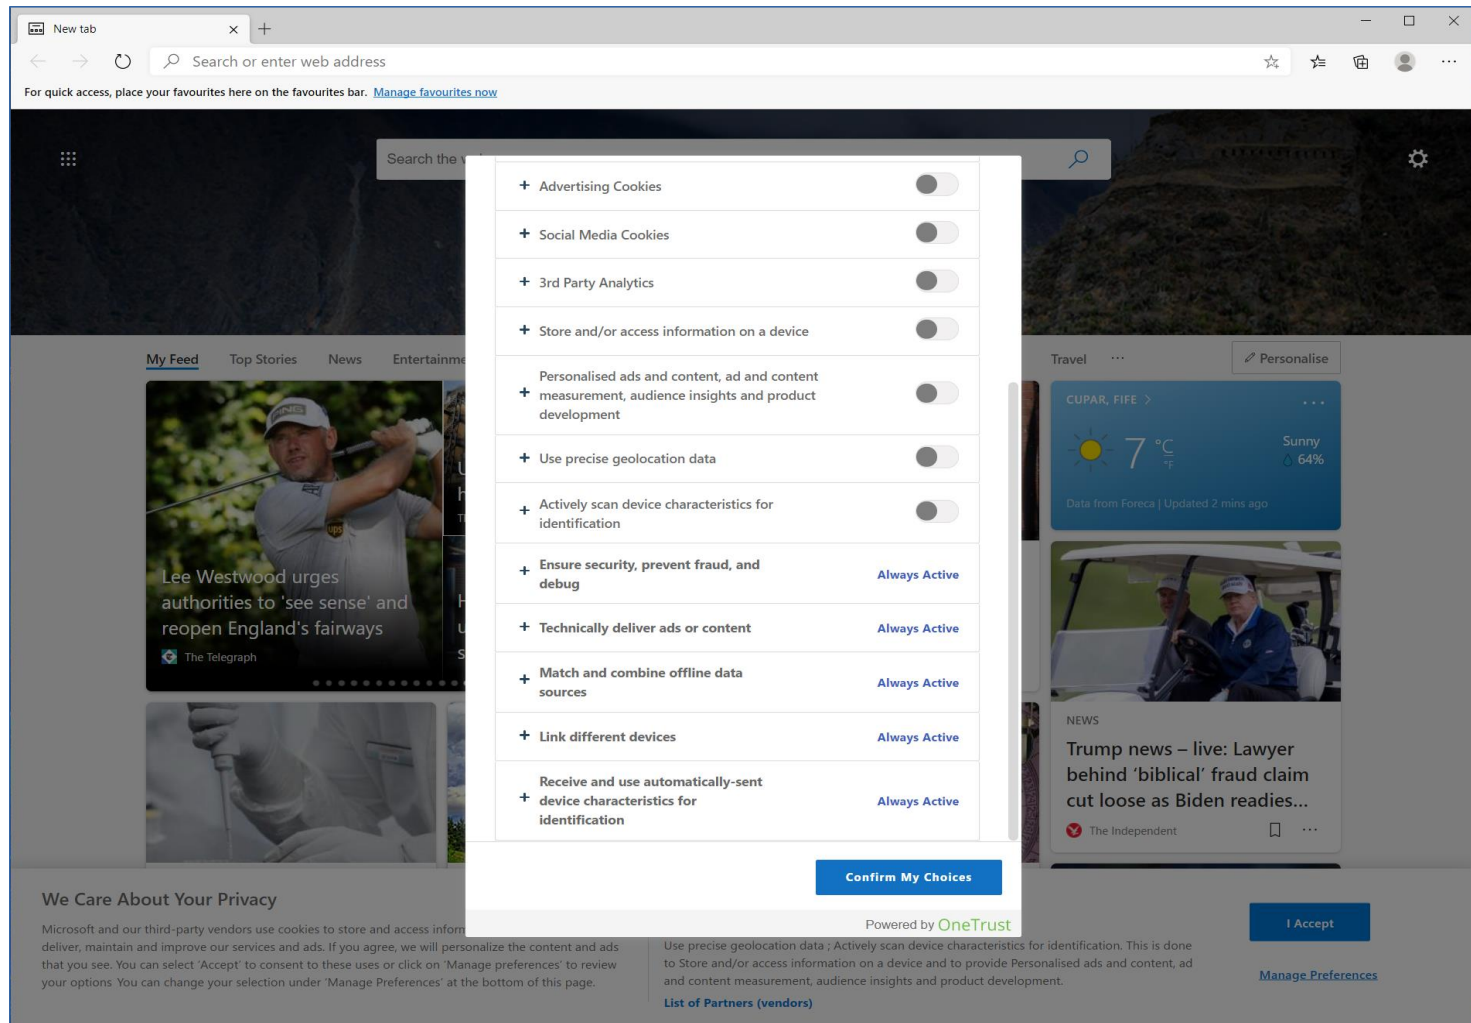 New tab
Search or enter web address
For quick access, place your favourites here on the favourites bar. Manage favourites now
Search the w
Advertising Cookies
Social Media Cookies
3rd Party Analytics
Store and/or access information on a device
Personalised ads and content, ad and content
measurement, audience insights and product
development
Use precise geolocation data
Actively scan device characteristics for
identification
Ensure security, prevent fraud, and
debug
Always Active
Technically deliver ads or content
Always Active
Match and combine offline data
sources
Always Active
Link different devices
Always Active
Receive and use automatically-sent
device characteristics for
identification
Always Active
Confirm My Choices
Powered by OneTrust
My Feed Top Stories News Entertainme
Travel
Personalise
PING
ups
Lee Westwood urges
authorities to 'see sense' and
reopen England's fairways
The Telegraph
CUPAR, FIFE >
7 °C
°F
Sunny
64%
Data from Foreca | Updated 2 mins ago
NEWS
Trump news – live: Lawyer
behind ‘biblical’ fraud claim
cut loose as Biden readies...
The Independent
We Care About Your Privacy
Microsoft and our third-party vendors use cookies to store and access inform
deliver, maintain and improve our services and ads. If you agree, we will personalize the content and ads
that you see. You can select 'Accept' to consent to these uses or click on 'Manage preferences' to review
your options You can change your selection under 'Manage Preferences' at the bottom of this page.
Use precise geolocation data ; Actively scan device characteristics for identification. This is done
to Store and/or access information on a device and to provide Personalised ads and content, ad
and content measurement, audience insights and product development.
List of Partners (vendors)
I Accept
Manage Preferences